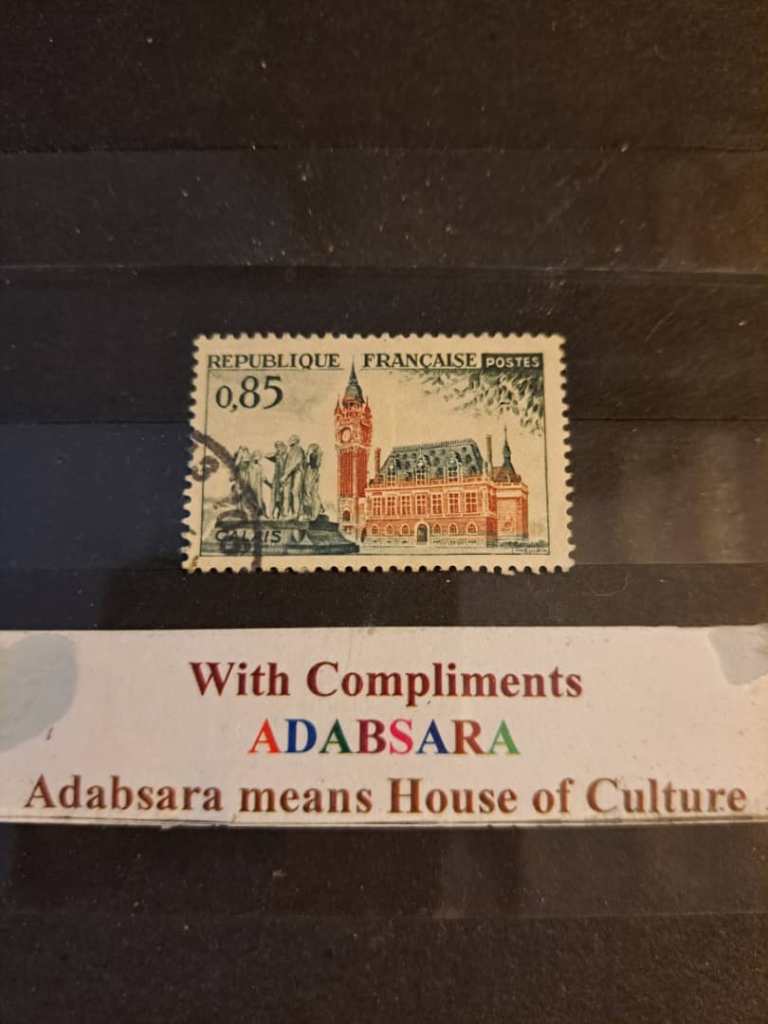 REPUBLIQUE FRANÇAISE POSTES
0,85
CALAIS
With Compliments
ADABSARA
Adabsara means House of Culture